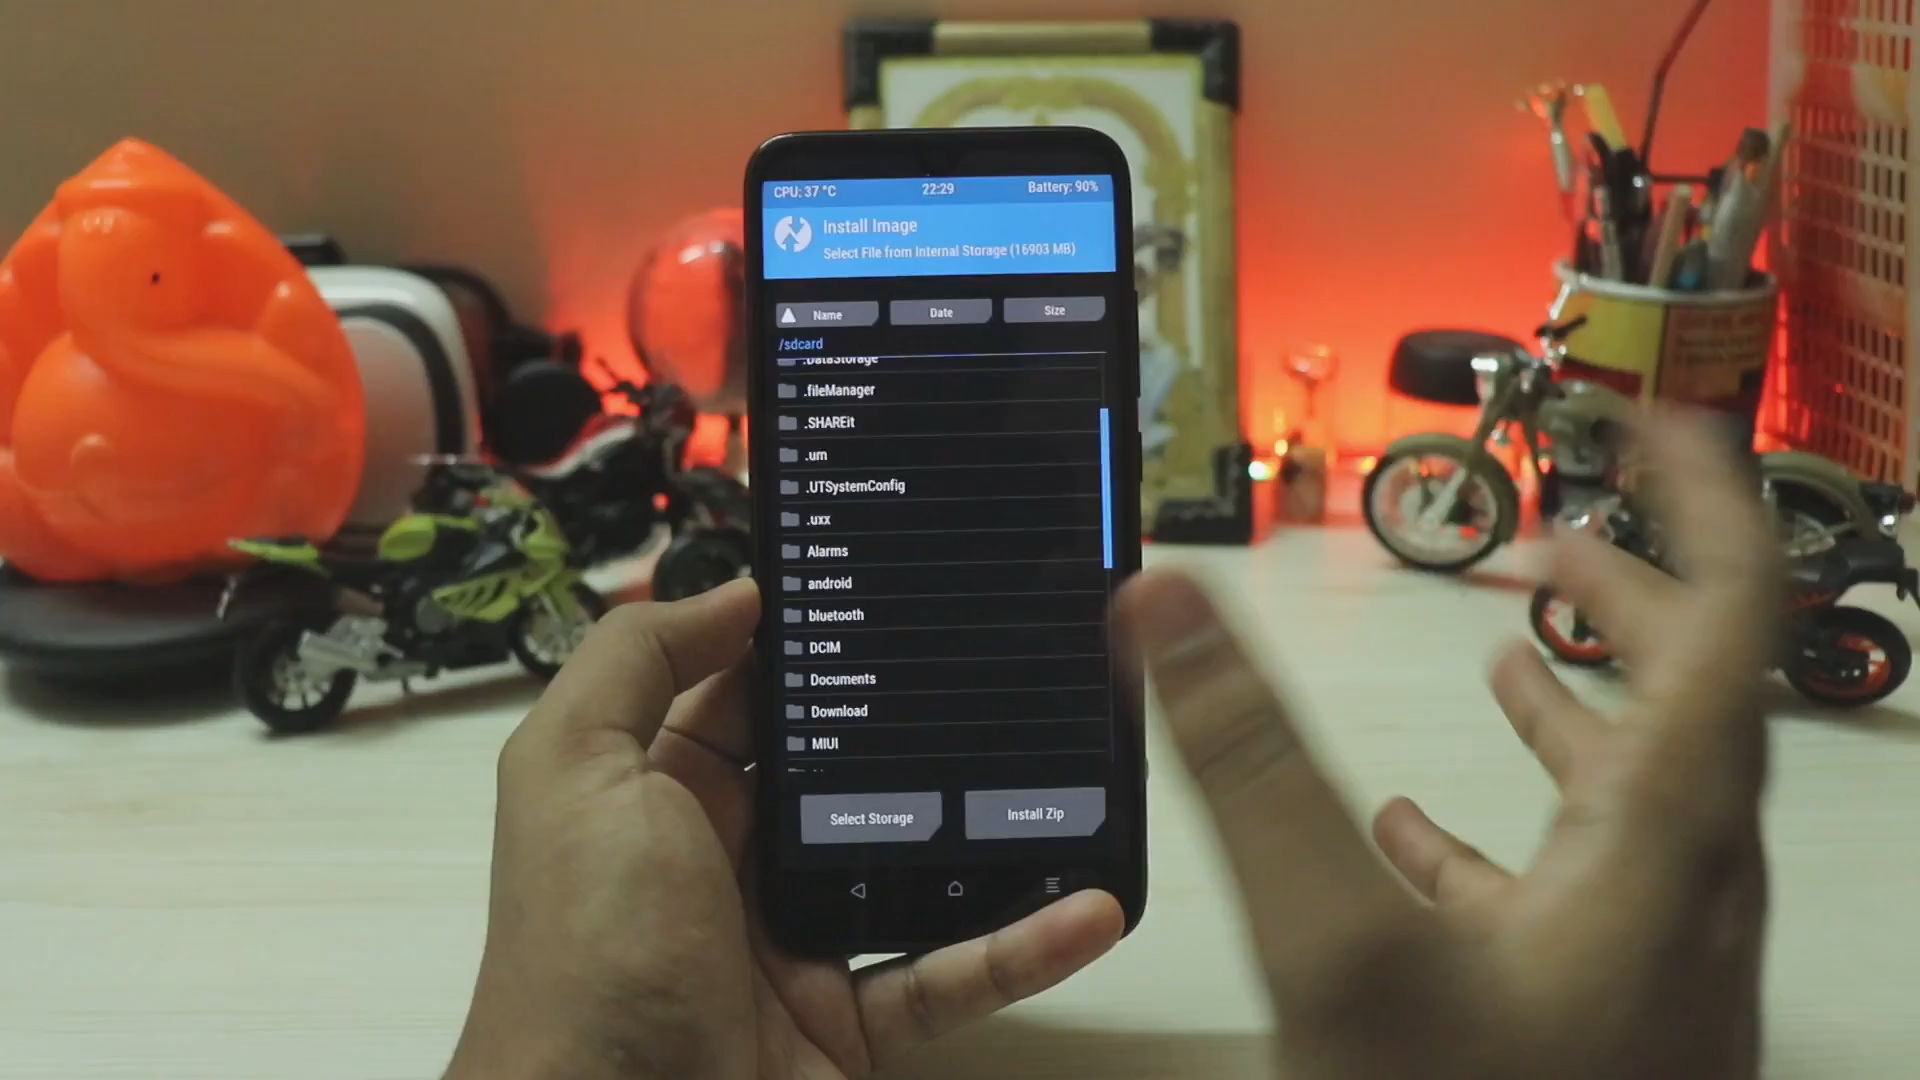 CPU: 37 °C 22:29 Battery: 90%
Install Image
Select File from Internal Storage (16903 MB)
Name Date Size
/sdcard
.DataStorage
.fileManager
.SHAREit
.um
.UTSystemConfig
.uxx
Alarms
android
bluetooth
DCIM
Documents
Download
MIUI
Select Storage Install Zip